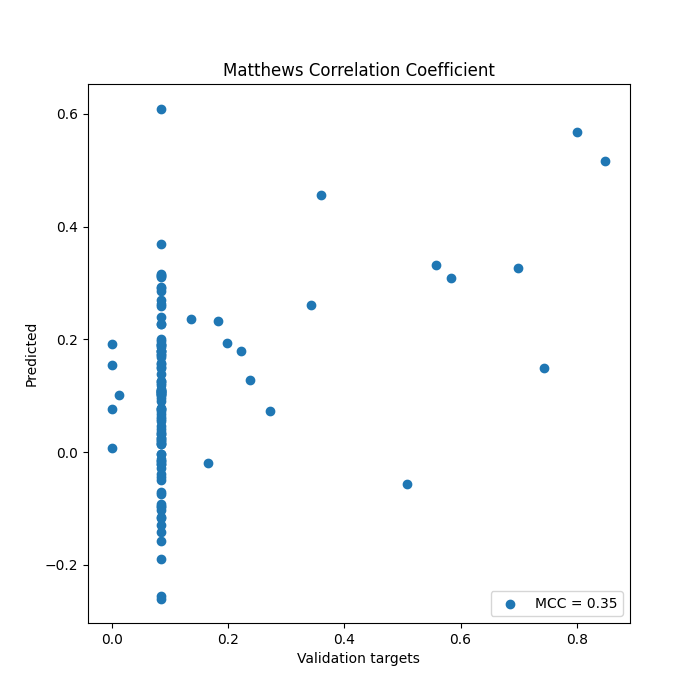 Matthews Correlation Coefficient
0.6
0.4
0.2
0.0
−0.2
Predicted
MCC = 0.35
0.0 0.2 0.4 0.6 0.8
Validation targets